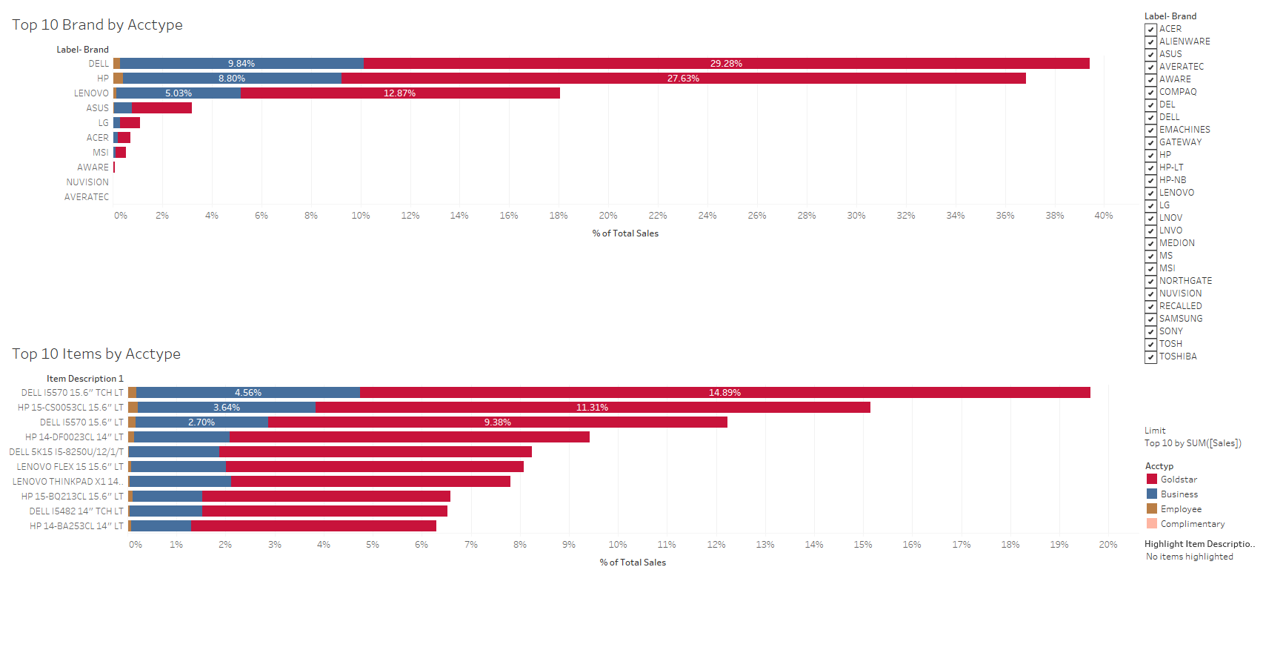 Top 10 Brand by Acctype
Label- Brand
DELL 9.84% 29.28%
HP 8.80% 27.63%
LENOVO 5.03% 12.87%
ASUS
LG
ACER
MSI
AWARE
NUVISION
AVERATEC
0% 2% 4% 6% 8% 10% 12% 14% 16% 18% 20% 22% 24% 26% 28% 30% 32% 34% 36% 38% 40%
% of Total Sales
Top 10 Items by Acctype
Item Description 1
DELL I5570 15.6" TCH LT 4.56% 14.89%
HP 15-CS0053CL 15.6" LT 3.64% 11.31%
DELL I5570 15.6" LT 2.70% 9.38%
HP 14-DF0023CL 14" LT
DELL 5K15 I5-8250U/12/1/T
LENOVO FLEX 15 15.6" LT
LENOVO THINKPAD X1 14..
HP 15-BQ213CL 15.6" LT
DELL I5482 14" TCH LT
HP 14-BA253CL 14" LT
0% 1% 2% 3% 4% 5% 6% 7% 8% 9% 10% 11% 12% 13% 14% 15% 16% 17% 18% 19% 20%
% of Total Sales
Label- Brand
ACER
ALIENWARE
ASUS
AVERATEC
AWARE
COMPAQ
DEL
DELL
EMACHINES
GATEWAY
HP
HP-LT
HP-NB
LENOVO
LG
LNOV
LNVO
MEDION
MS
MSI
NORTHGATE
NUVISION
RECALLED
SAMSUNG
SONY
TOSH
TOSHIBA
Limit
Top 10 by SUM([Sales])
Acctyp
Goldstar
Business
Employee
Complimentary
Highlight Item Descriptio..
No items highlighted